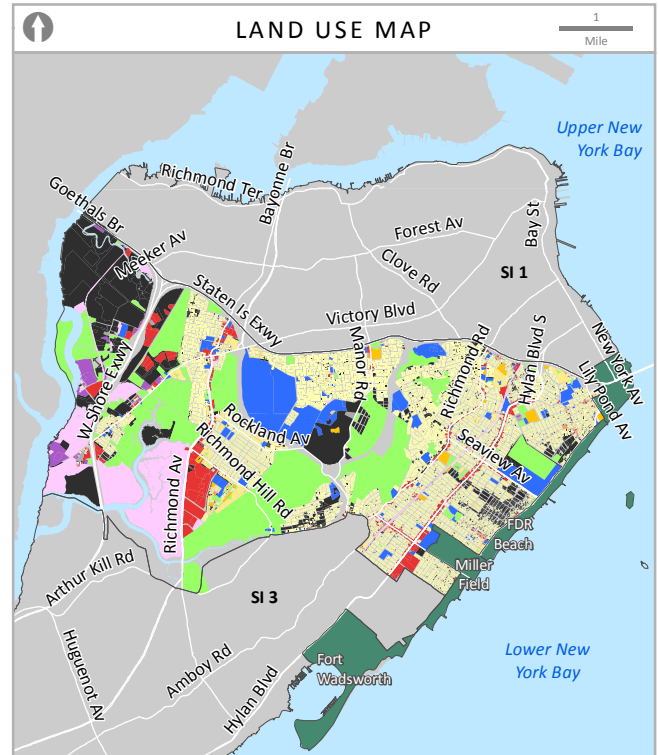 LAND USE MAP
1
Mile
Upper New
York Bay
Richmond Ter
Bayonne Br
Goethals Br
Meeker Av
Forest Av
Bay St
Clove Rd
SI 1
Staten Is Exwy
Victory Blvd
Manor Rd
Richmond Rd
Hylan Blvd S
New York Av
Lily Pond Av
W Shore Exwy
Rockland Av
Richmond Hill Rd
Seaview Av
Richmond Av
FDR
Beach
Miller
Field
Arthur Kill Rd
SI 3
Huguenot Av
Amboy Rd
Hylan Blvd
Fort
Wadsworth
Lower New
York Bay